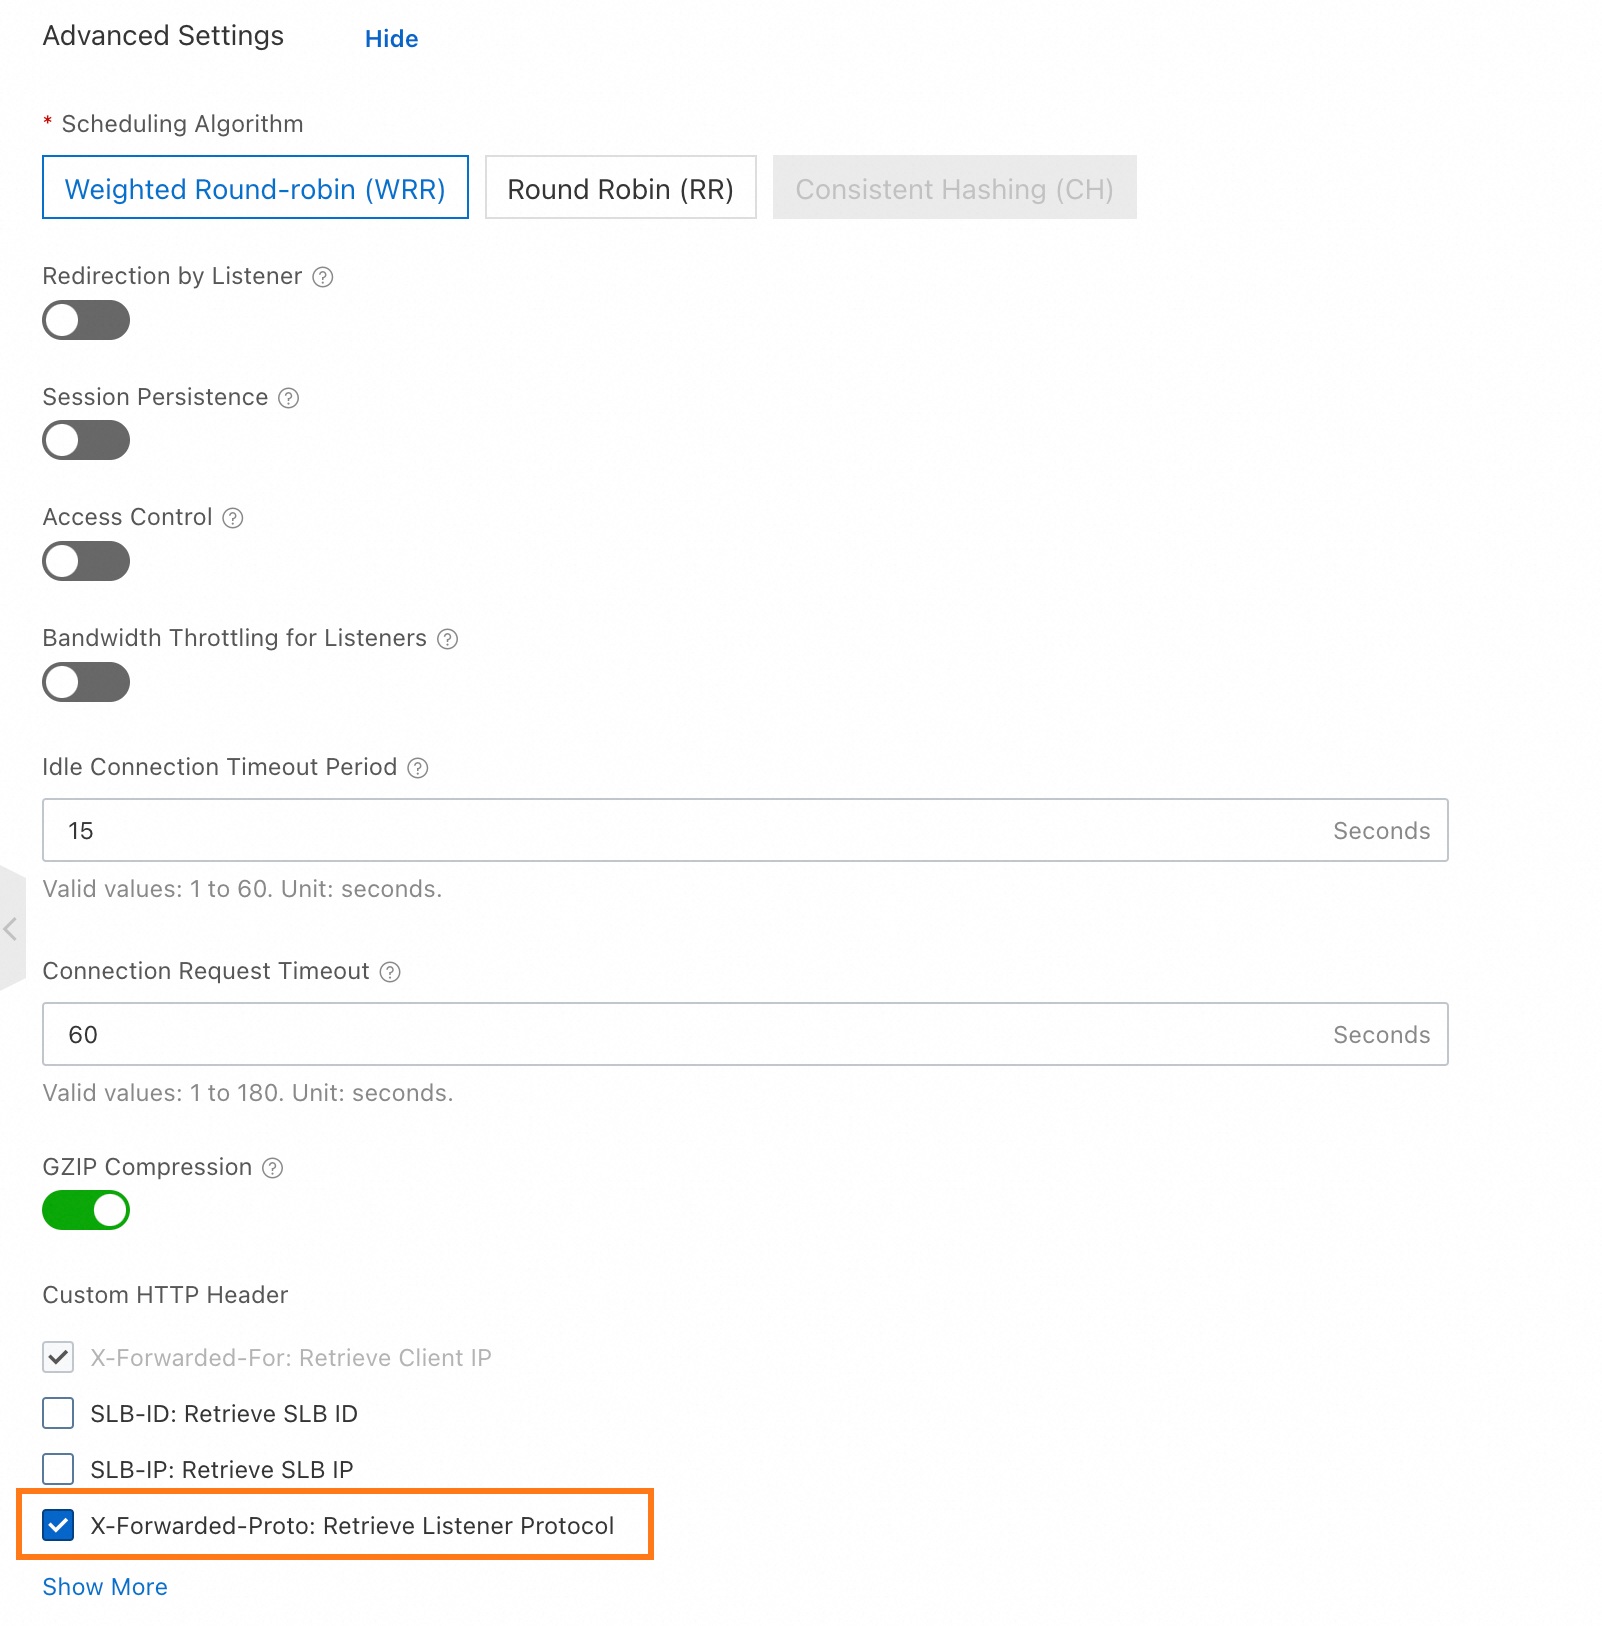 Advanced Settings Hide
* Scheduling Algorithm
Weighted Round-robin (WRR) Round Robin (RR) Consistent Hashing (CH)
Redirection by Listener ?
Session Persistence ?
Access Control ?
Bandwidth Throttling for Listeners ?
Idle Connection Timeout Period ?
15 Seconds
Valid values: 1 to 60. Unit: seconds.
Connection Request Timeout ?
60 Seconds
Valid values: 1 to 180. Unit: seconds.
GZIP Compression ?
Custom HTTP Header
X-Forwarded-For: Retrieve Client IP
SLB-ID: Retrieve SLB ID
SLB-IP: Retrieve SLB IP
X-Forwarded-Proto: Retrieve Listener Protocol
Show More